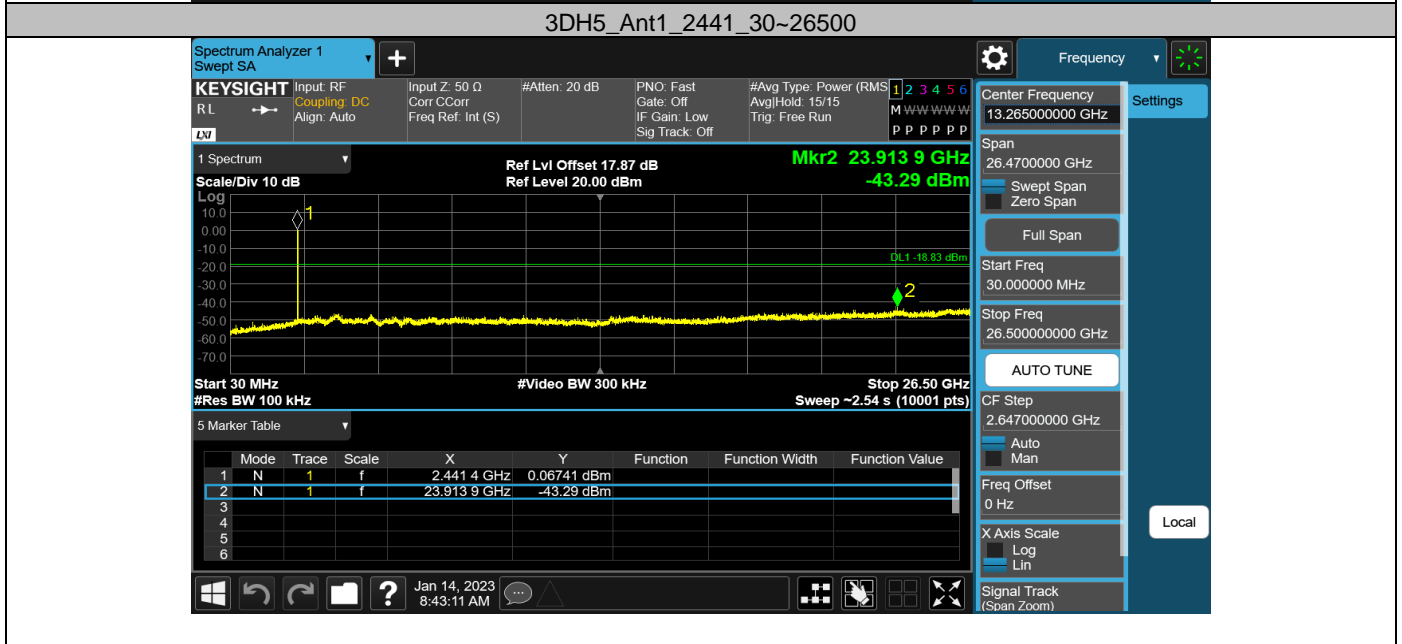 3DH5_Ant1_2441_30~26500
Spectrum Analyzer 1
Swept SA
+
Frequency
KEYSIGHT
RL
LXI
Input: RF
Coupling: DC
Align: Auto
Input Z: 50 Ω
Corr CCorr
Freq Ref: Int (S)
#Atten: 20 dB
PNO: Fast
Gate: Off
IF Gain: Low
Sig Track: Off
#Avg Type: Power (RMS
Avg|Hold: 15/15
Trig: Free Run
1 2 3 4 5 6
M W W W W W
P P P P P P
Center Frequency
13.265000000 GHz
Settings
Span
26.4700000 GHz
Swept Span
Zero Span
Full Span
Start Freq
30.000000 MHz
Stop Freq
26.500000000 GHz
AUTO TUNE
CF Step
2.647000000 GHz
Auto
Man
Freq Offset
0 Hz
X Axis Scale
Log
Lin
Signal Track
(Span Zoom)
Local
1 Spectrum
Scale/Div 10 dB
Ref Lvl Offset 17.87 dB
Ref Level 20.00 dBm
Mkr2 23.913 9 GHz
-43.29 dBm
Log
10.0
0.00
-10.0
-20.0
-30.0
-40.0
-50.0
-60.0
-70.0
1
DL1 -18.83 dBm
2
Start 30 MHz
#Video BW 300 kHz
Stop 26.50 GHz
#Res BW 100 kHz
Sweep ~2.54 s (10001 pts)
5 Marker Table
Mode Trace Scale X Y Function Function Width Function Value
1 N 1 f 2.441 4 GHz 0.06741 dBm
2 N 1 f 23.913 9 GHz -43.29 dBm
3
4
5
6
?
Jan 14, 2023
8:43:11 AM